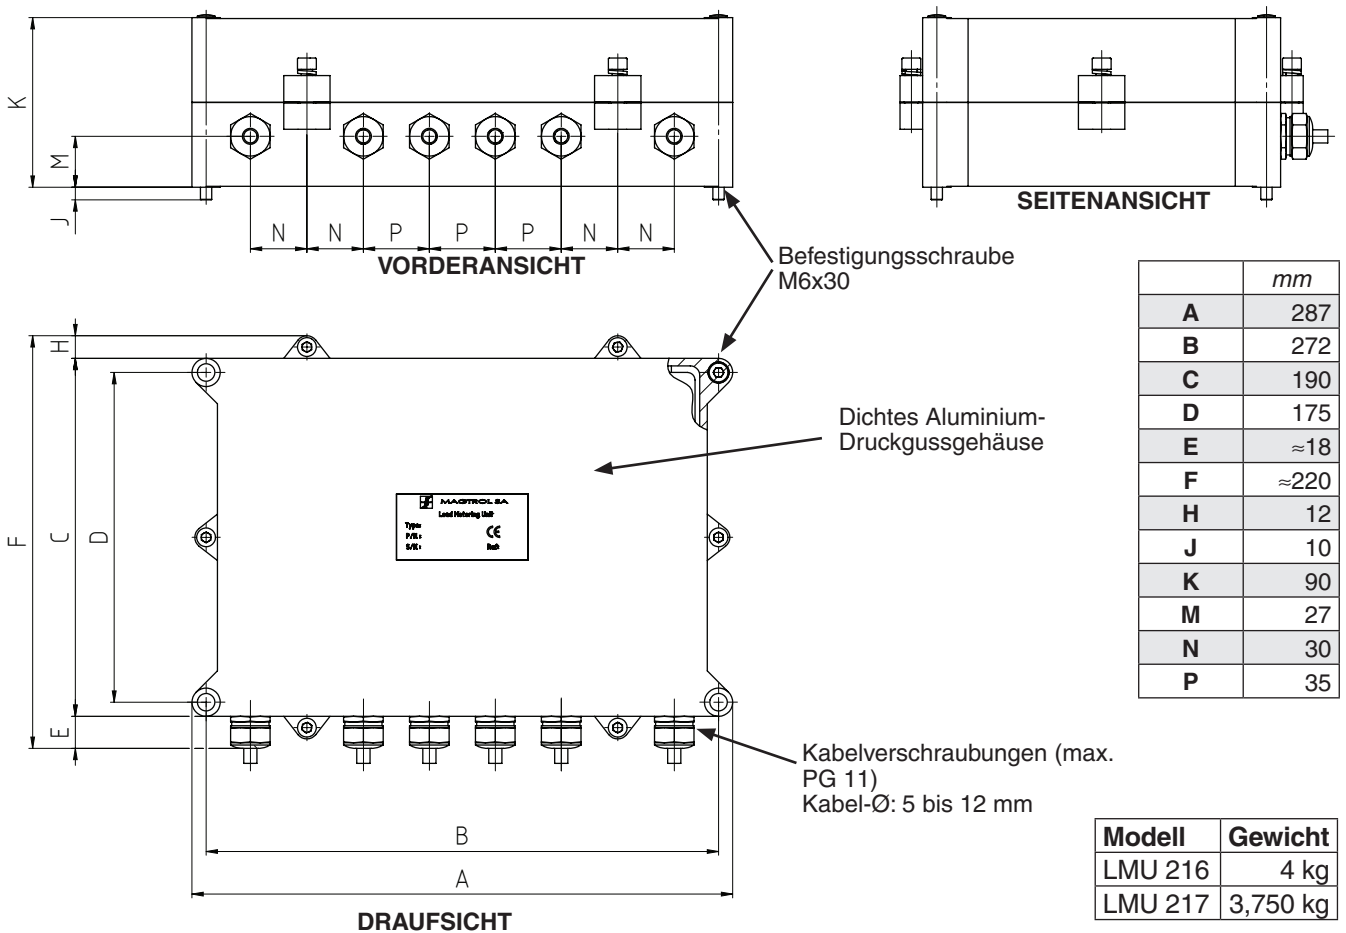 K
M
J
N N P P P N N
VORDERANSICHT
SEITENANSICHT
Befestigungsschraube
M6x30
mm
A 287
B 272
C 190
D 175
E ≈18
F ≈220
H 12
J 10
K 90
M 27
N 30
P 35
H
F
C
D
E
Dichtes Aluminium-
Druckgussgehäuse
MAGTROL SA
Load Metering Unit
Type:
P/N :
CE
S/N :
Kabelverschraubungen (max.
PG 11)
Kabel-Ø: 5 bis 12 mm
B
A
DRAUFSICHT
Modell Gewicht
LMU 216 4 kg
LMU 217 3,750 kg